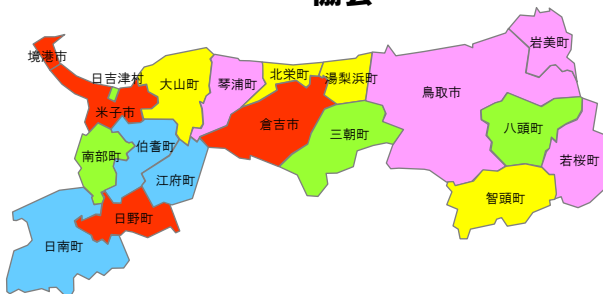 協会
岩美町
境港市
日吉津村
大山町
琴浦町
北栄町
湯梨浜町
鳥取市
米子市
倉吉市
三朝町
八頭町
南部町
伯耆町
若桜町
江府町
智頭町
日野町
日南町